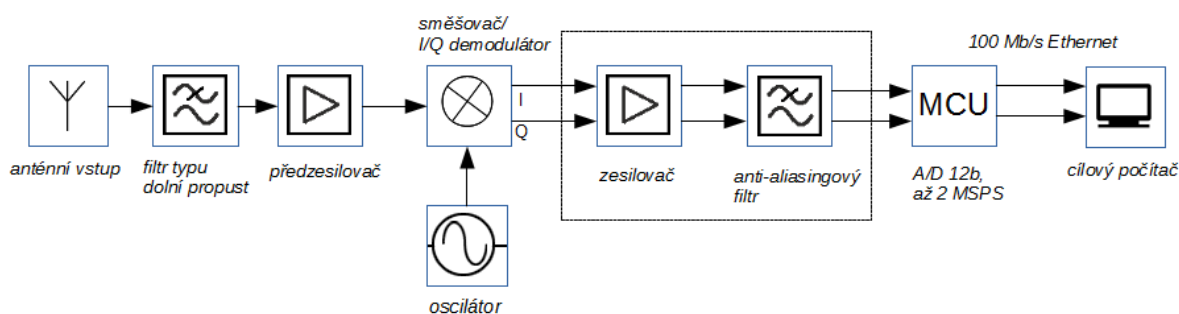 směšovač/
I/Q demodulátor
100 Mb/s Ethernet
I
Q
MCU
anténní vstup
filtr typu
dolní propust
předzesilovač
zesilovač
anti-aliasingový
filtr
A/D 12b,
až 2 MSPS
cílový počítač
oscilátor